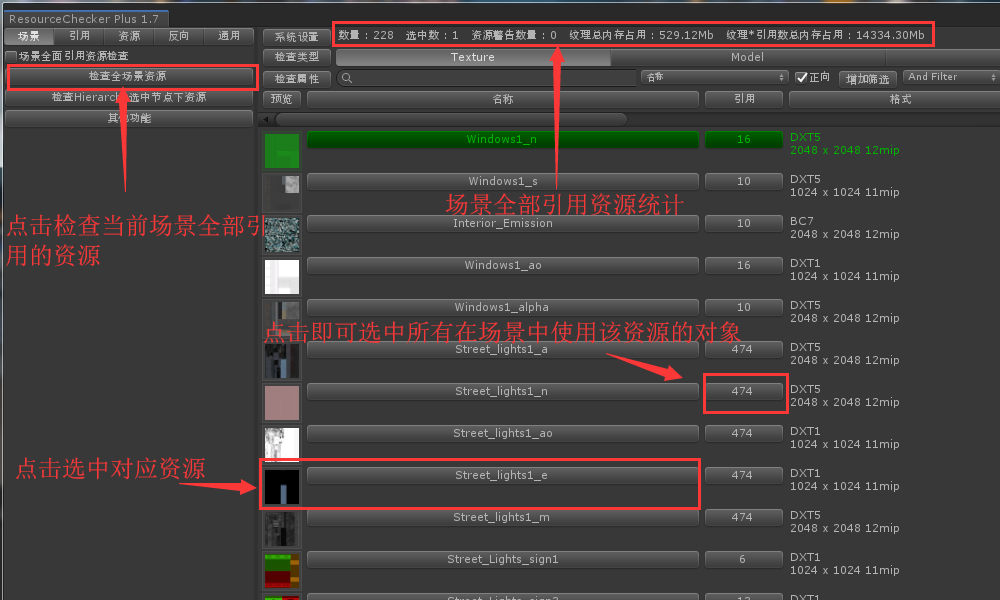 ResourceChecker Plus 1.7
场景 引用 资源 反向 通用
场景全面引用资源检查
检查全场景资源
检查Hierarchy选中节点下资源
其他功能
点击检查当前场景全部引
用的资源
点击选中对应资源
系统设置 数量：228 选中数：1 资源警告数量：0 纹理总内存占用：529.12Mb 纹理*引用数总内存占用：14334.30Mb
检查类型 Texture Model
检查属性 名称 正向 增加筛选 And Filter
预览 名称 引用 格式
Windows1_n 16 DXT5
2048 x 2048 12mip
Windows1_s 10 DXT5
1024 x 1024 11mip
场景全部引用资源统计
Interior_Emission 10 BC7
2048 x 2048 12mip
Windows1_ao 16 DXT1
1024 x 1024 11mip
Windows1_alpha 10 DXT5
2048 x 2048 12mip
点击即可选中所有在场景中使用该资源的对象
Street_lights1_a 474 DXT5
2048 x 2048 12mip
Street_lights1_n 474 DXT5
2048 x 2048 12mip
Street_lights1_ao 474 DXT1
1024 x 1024 11mip
Street_lights1_e 474 DXT1
1024 x 1024 11mip
Street_lights1_m 474 DXT5
2048 x 2048 12mip
Street_Lights_sign1 6 DXT1
1024 x 1024 11mip
DXT1